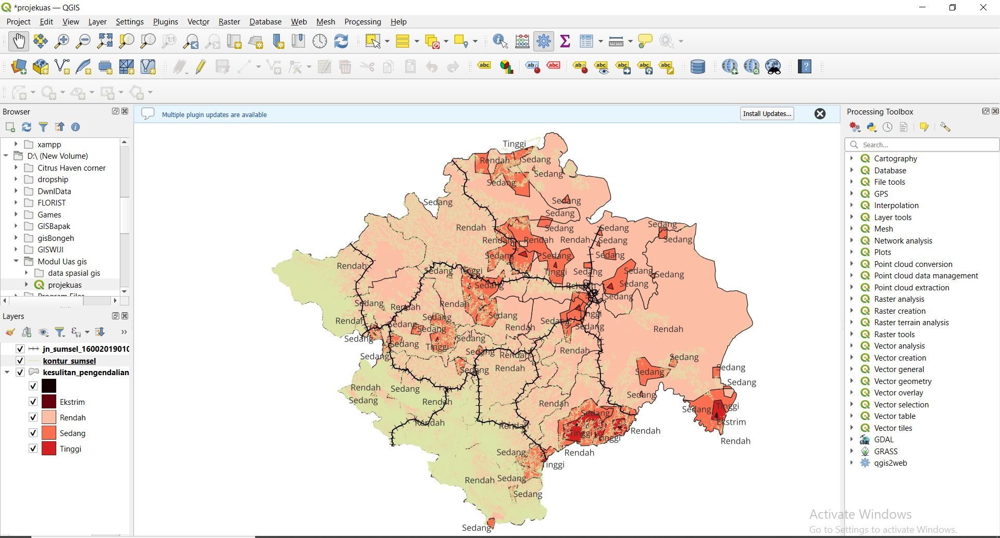 *projekuas — QGIS
Project Edit View Layer Settings Plugins Vector Raster Database Web Mesh Processing Help
1:1
abc abc abc abc abc abc abc abc
Browser
xampp
D:\ (New Volume)
Citrus Haven corner
dropship
DwnlData
FLORIST
Games
GISBapak
gisBongeh
GISWIJI
Modul Uas gis
data spasial gis
projekuas
Program Files
Layers
jn_sumsel_16002019010
kontur_sumsel
kesulitan_pengendalian
Ekstrim
Rendah
Sedang
Tinggi
Multiple plugin updates are available
Install Updates...
Tinggi
Rendah Sedang
Sedang
Sedang
Sedang Sedang
Sedang
Rendah Sedang Sedang Sedang
Rendah Rendah Rendah Sedang Sedang
Sedang Sedang Sedang
Rendah
Sedang Tinggi Tinggi Sedang Sedang Sedang
Sedang Rendah Sedang
Sedang
Sedang Rendah Rendah
Sedang Sedang Tinggi
Rendah Sedang
Sedang Sedang Rendah Sedang Rendah
Sedang Sedang
Sedang Tinggi
Sedang Rendah Rendah
Sedang Sedang
Sedang Rendah Sedang Sedang
Sedang
Rendah Sedang Sedang
Sedang Rendah Rendah Sedang Sedang Tinggi
Rendah Rendah Sedang Ekstrim
Tinggi Tinggi Rendah
Rendah
Sedang Rendah
Tinggi
Rendah Sedang
Sedang
Sedang
Processing Toolbox
Search...
Cartography
Database
File tools
GPS
Interpolation
Layer tools
Mesh
Network analysis
Plots
Point cloud conversion
Point cloud data management
Point cloud extraction
Raster analysis
Raster creation
Raster terrain analysis
Raster tools
Vector analysis
Vector creation
Vector general
Vector geometry
Vector overlay
Vector selection
Vector table
Vector tiles
GDAL
GRASS
qgis2web
Activate Windows
Go to Settings to activate Windows.